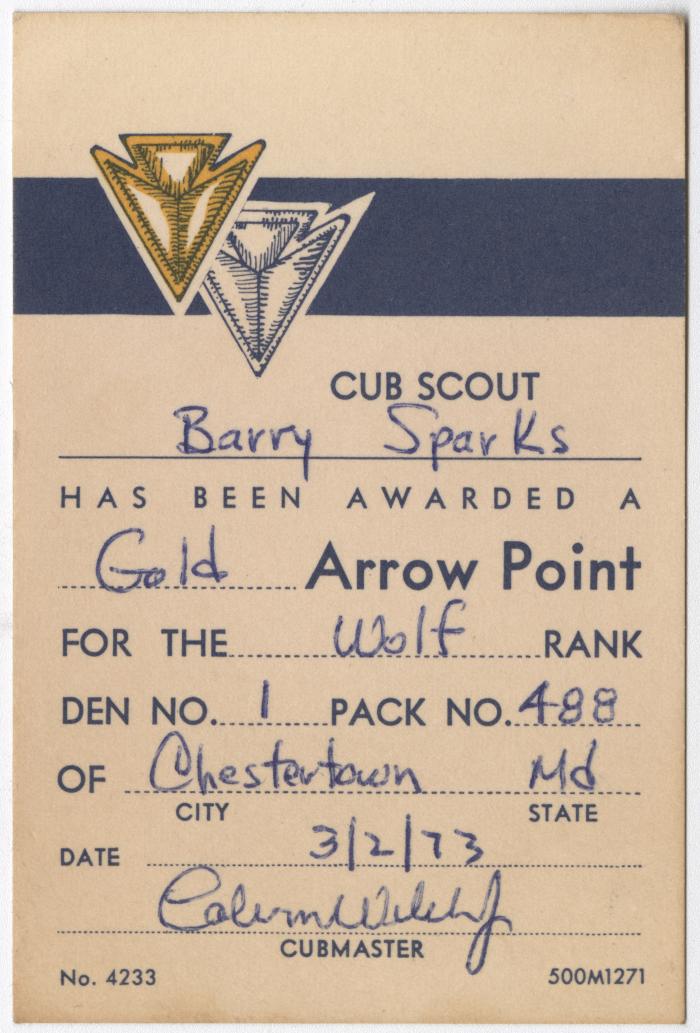 CUB SCOUT
Barry Sparks
HAS BEEN AWARDED A
Gold Arrow Point
FOR THE Wolf RANK
DEN NO. 1 PACK NO. 488
OF Chestertown Md
CITY STATE
DATE 3/2/73
CUBMASTER
No. 4233 500M1271